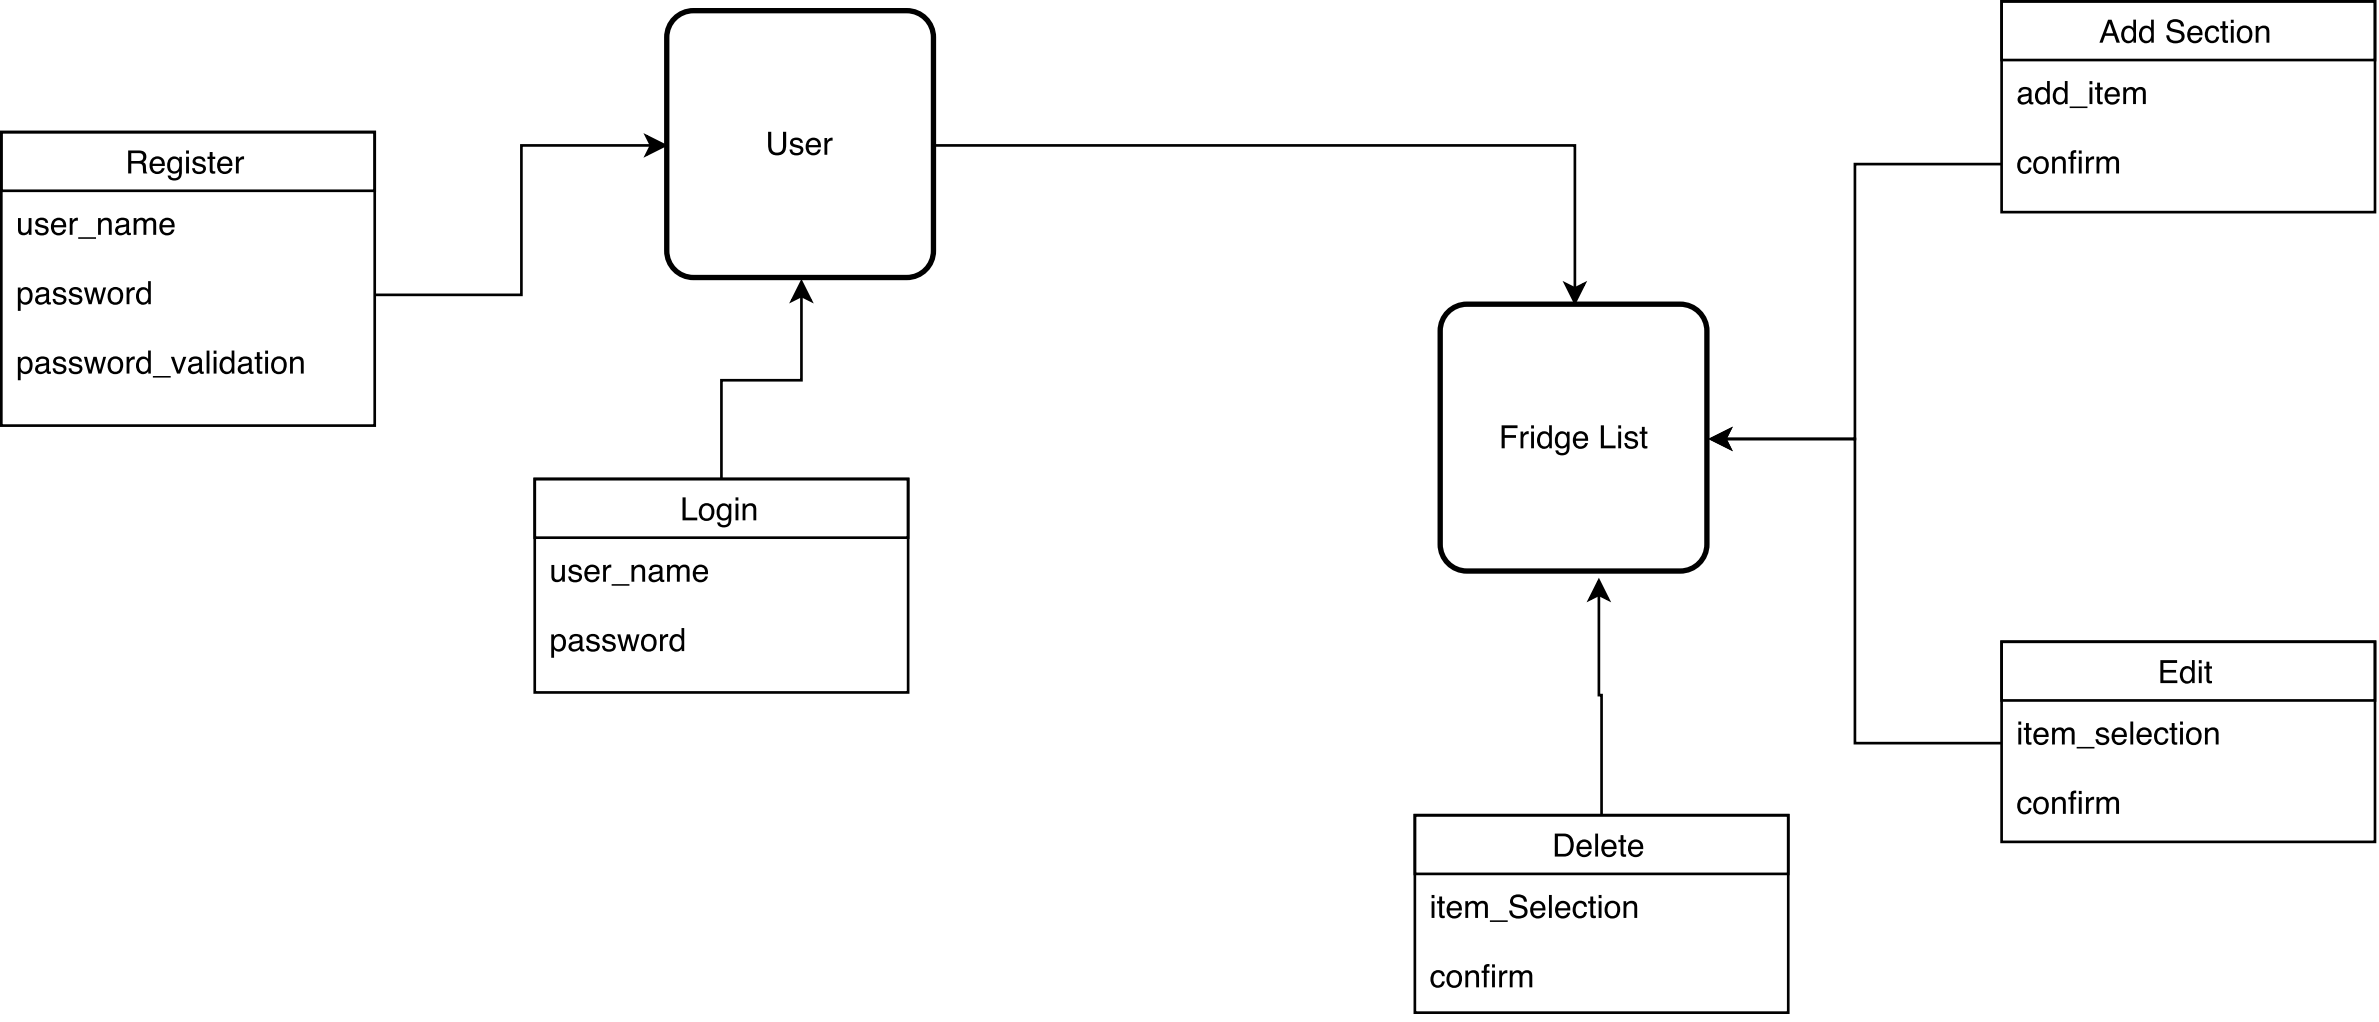 Register
user_name
password
password_validation
User
Login
user_name
password
Fridge List
Add Section
add_item
confirm
Edit
item_selection
confirm
Delete
item_Selection
confirm